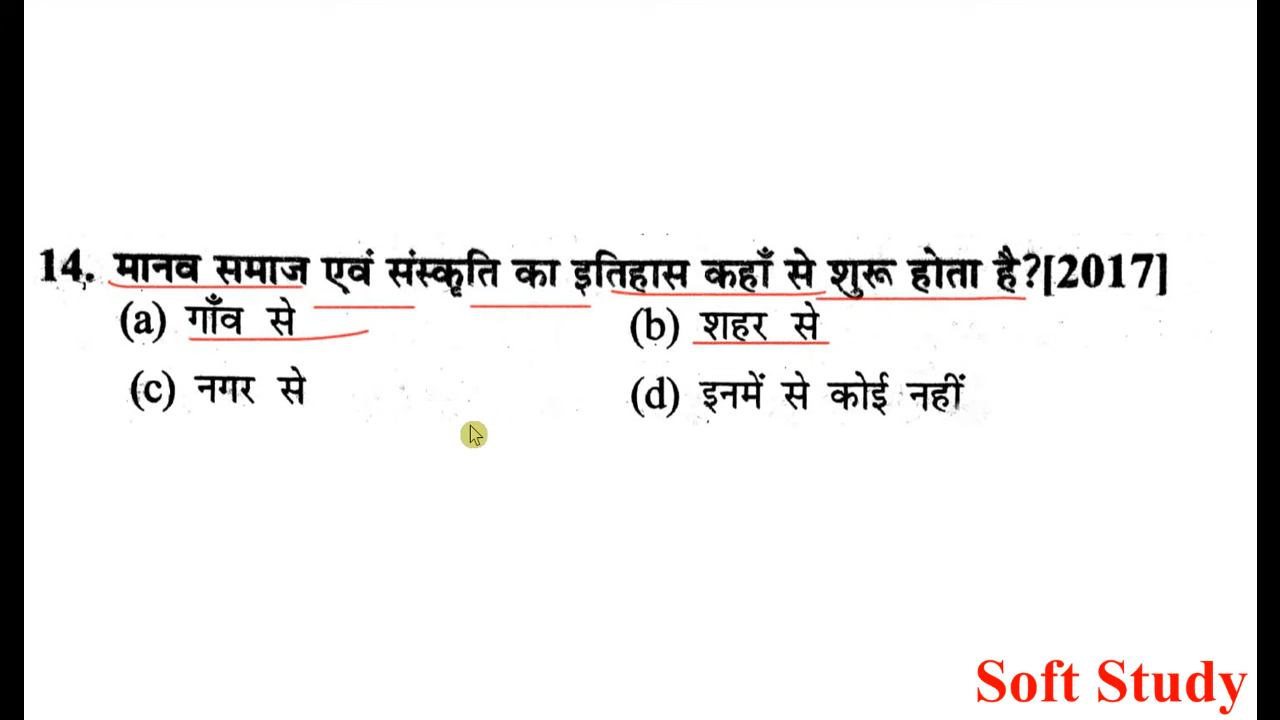 14. मानव समाज एवं संस्कृति का इतिहास कहाँ से शुरू होता है?[2017]
(a) गाँव से (b) शहर से
(c) नगर से (d) इनमें से कोई नहीं
Soft Study